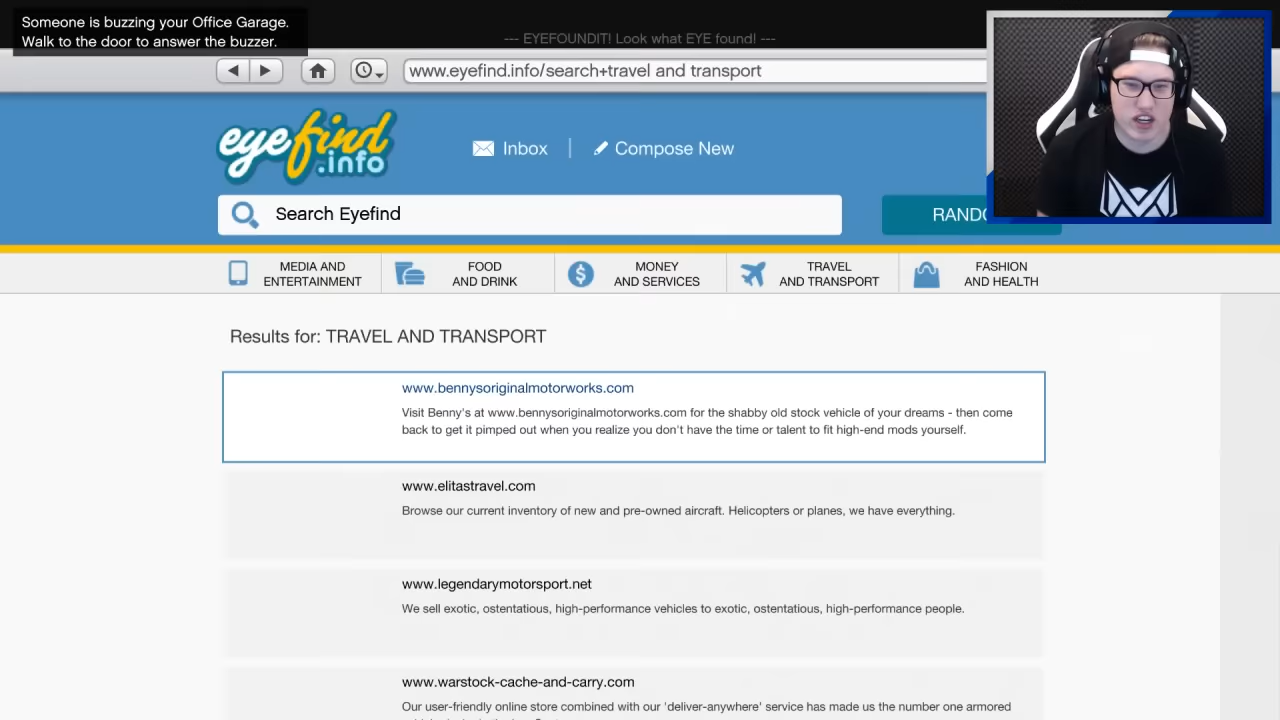 Someone is buzzing your Office Garage.
Walk to the door to answer the buzzer.
--- EYEFOUNDIT! Look what EYE found! ---
www.eyefind.info/search+travel and transport
eyefind
.info
Inbox
Compose New
Search Eyefind
MEDIA AND
ENTERTAINMENT
FOOD
AND DRINK
MONEY
AND SERVICES
TRAVEL
AND TRANSPORT
FASHION
AND HEALTH
Results for: TRAVEL AND TRANSPORT
www.bennysoriginalmotorworks.com
Visit Benny's at www.bennysoriginalmotorworks.com for the shabby old stock vehicle of your dreams - then come
back to get it pimped out when you realize you don't have the time or talent to fit high-end mods yourself.
www.elitastravel.com
Browse our current inventory of new and pre-owned aircraft. Helicopters or planes, we have everything.
www.legendarymotorsport.net
We sell exotic, ostentatious, high-performance vehicles to exotic, ostentatious, high-performance people.
www.warstock-cache-and-carry.com
Our user-friendly online store combined with our 'deliver-anywhere' service has made us the number one armored